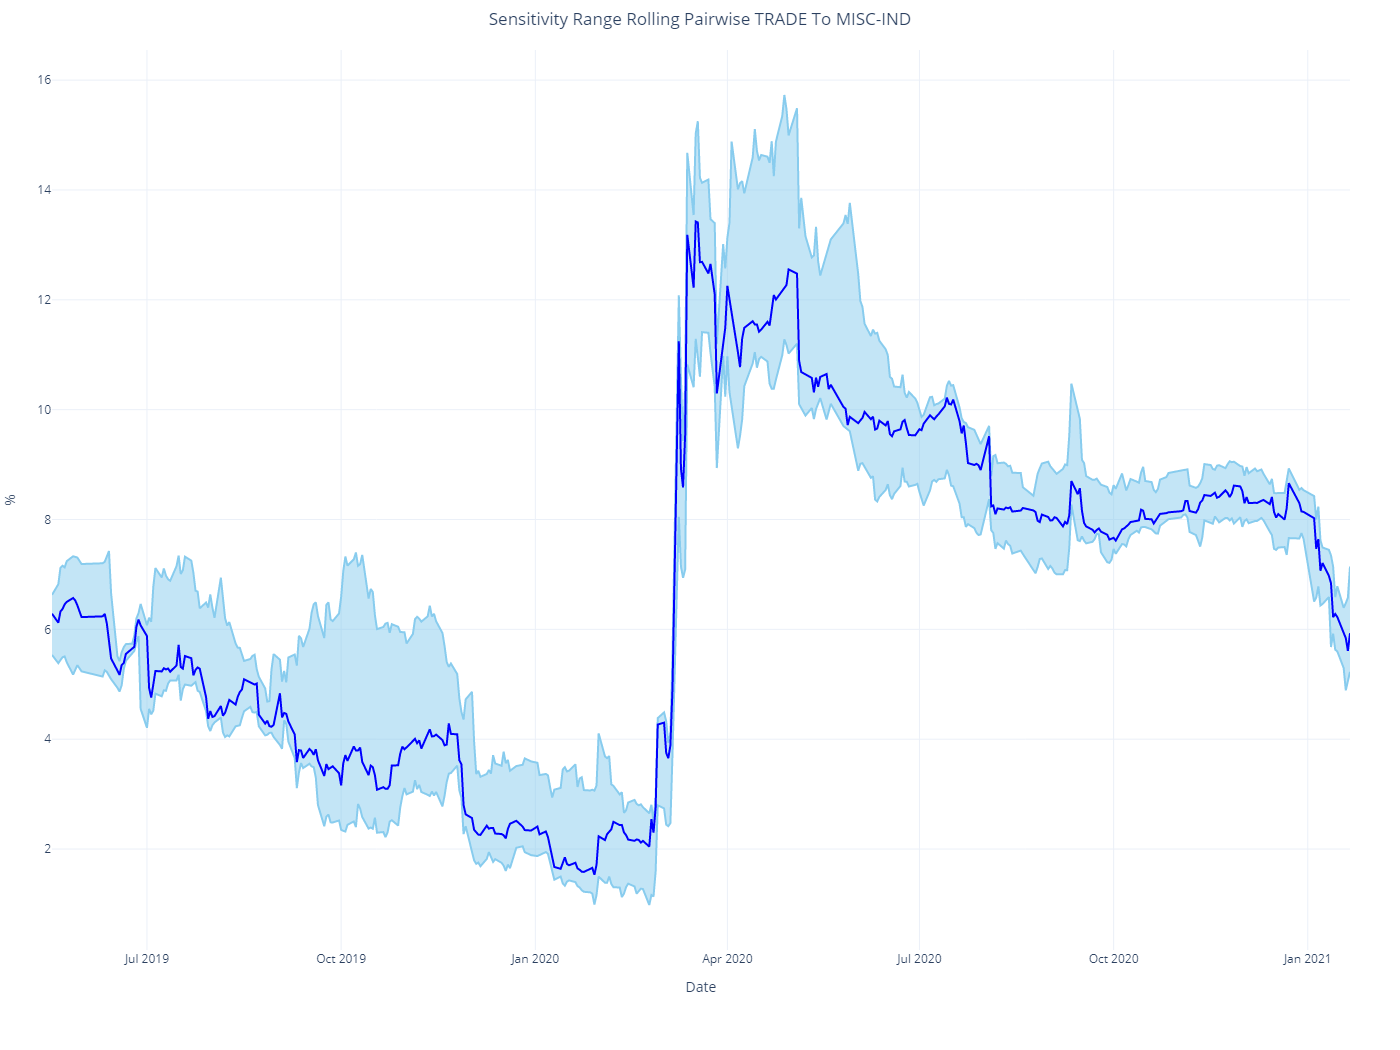 Sensitivity Range Rolling Pairwise TRADE To MISC-IND
16
14
12
10
8
6
4
2
%
Jul 2019
Oct 2019
Jan 2020
Apr 2020
Jul 2020
Oct 2020
Jan 2021
Date